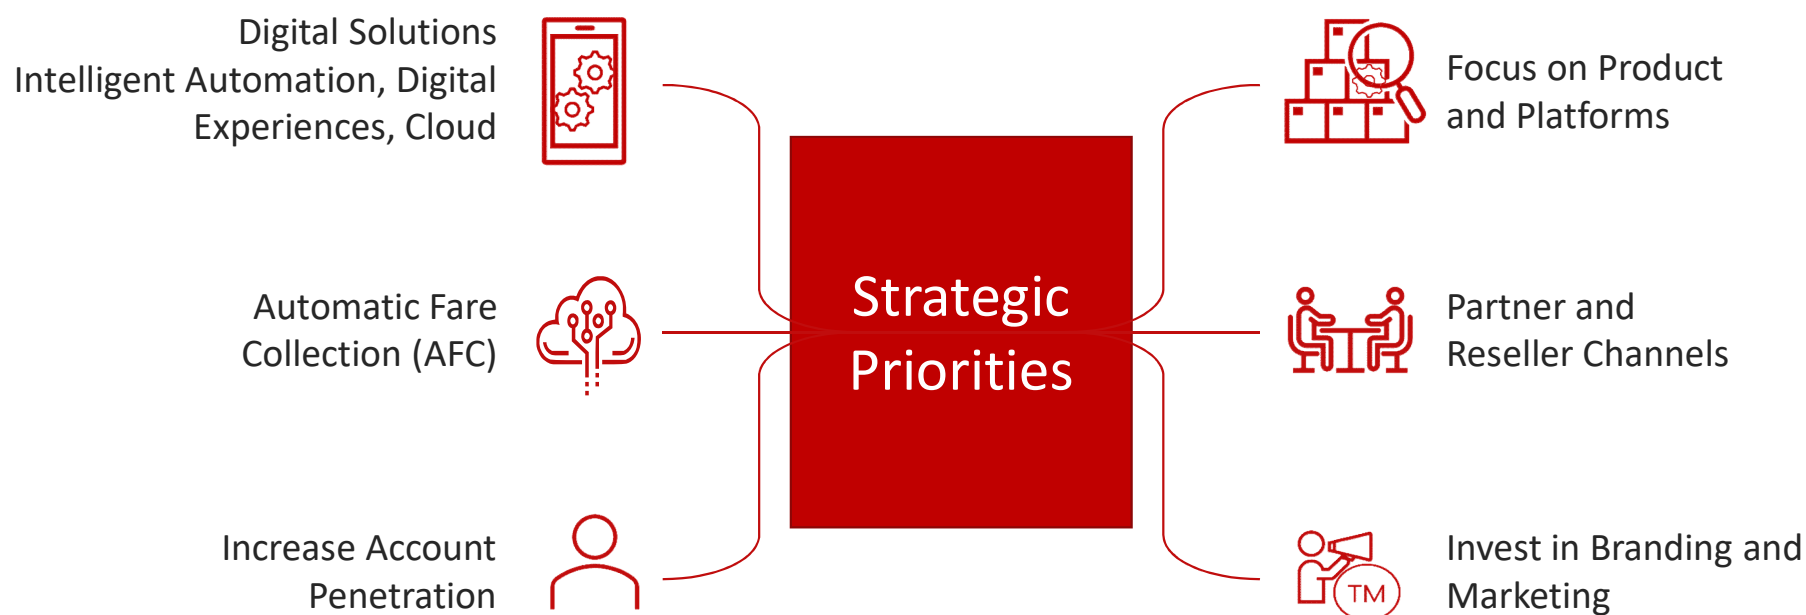 Digital Solutions
Intelligent Automation, Digital
Experiences, Cloud
Automatic Fare
Collection (AFC)
Increase Account
Penetration
Strategic
Priorities
Focus on Product
and Platforms
Partner and
Reseller Channels
TM
Invest in Branding and
Marketing